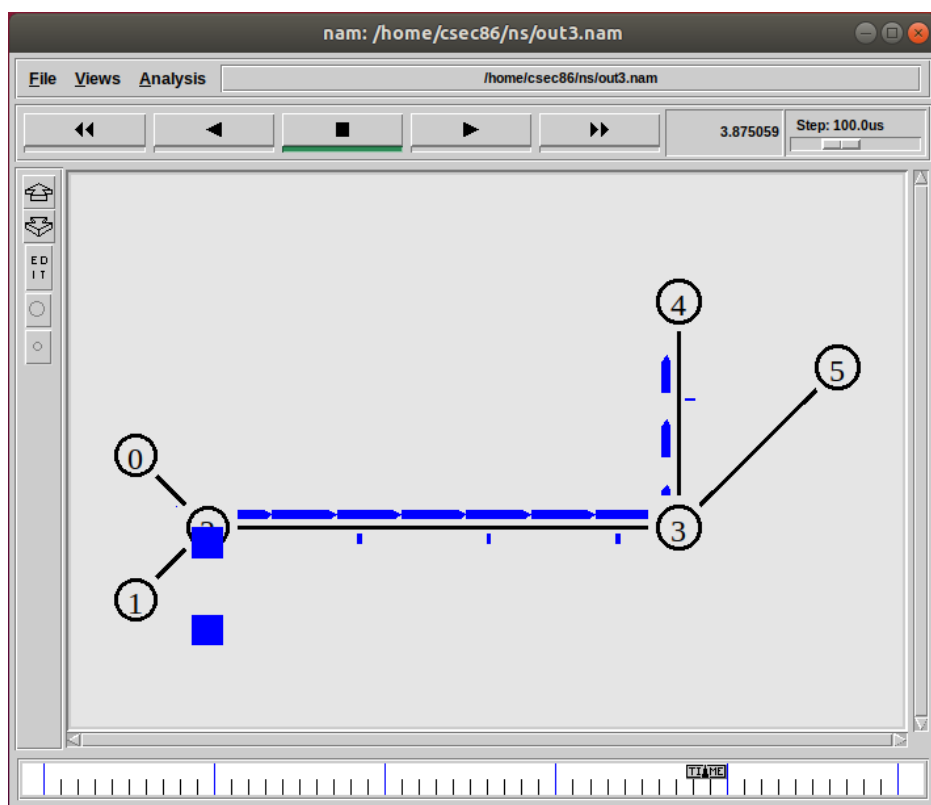 nam: /home/csec86/ns/out3.nam
File Views Analysis /home/csec86/ns/out3.nam
3.875059 Step: 100.0us
E D
I T
4
5
0
3
1
TIME